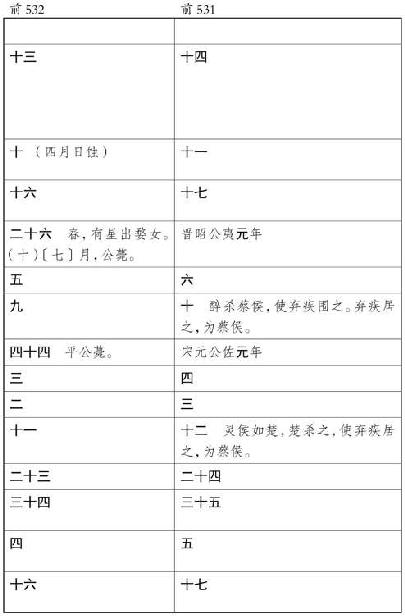 前 532 前 531
十三 十四
十 (四月日蚀) 十一
十六 十七
二十六 春,有星出婺女。
(十)〔七〕月,公薨。
晋昭公夷元年
五 六
九
十 醉杀蔡侯,使弃疾围之。弃疾居
之,为蔡侯。
四十四 平公薨。 宋元公佐元年
三 四
二 三
十一
十二 灵侯如楚,楚杀之,使弃疾居
之,为蔡侯。
二十三 二十四
三十四 三十五
四 五
十六 十七